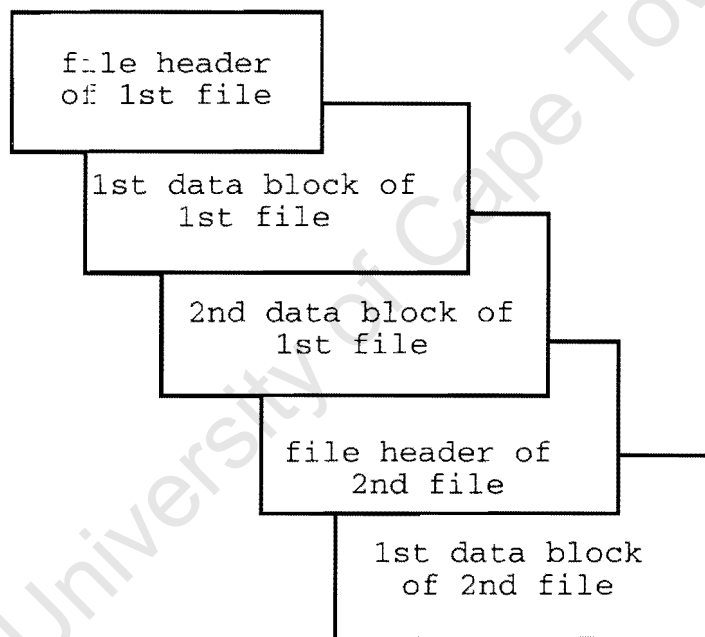 file header
of 1st file
1st data block of
1st file
2nd data block of
1st file
file header of
2nd file
1st data block
of 2nd file
University of Cape